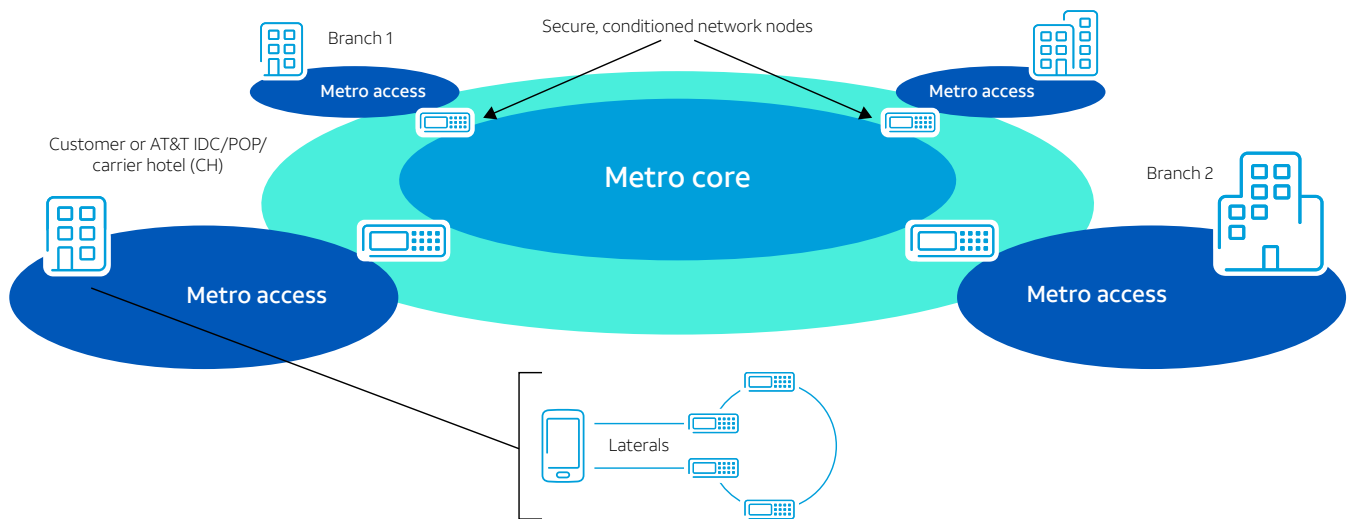 Secure, conditioned network nodes
Branch 1
Metro access
Metro access
Customer or AT&T IDC/POP/
carrier hotel (CH)
Metro core
Branch 2
Metro access
Metro access
Laterals